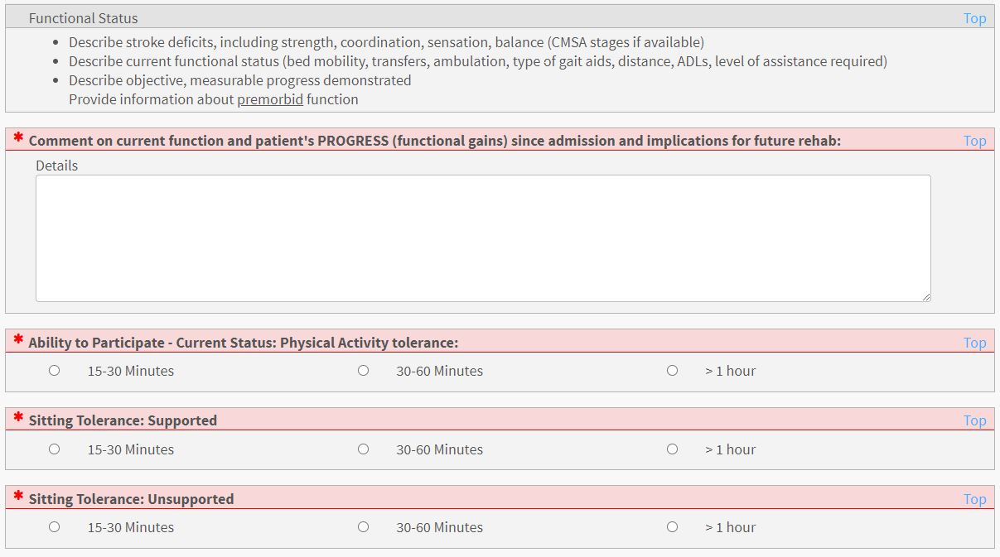 Functional Status Top
• Describe stroke deficits, including strength, coordination, sensation, balance (CMSA stages if available)
• Describe current functional status (bed mobility, transfers, ambulation, type of gait aids, distance, ADLs, level of assistance required)
• Describe objective, measurable progress demonstrated
Provide information about premorbid function
* Comment on current function and patient's PROGRESS (functional gains) since admission and implications for future rehab: Top
Details
* Ability to Participate - Current Status: Physical Activity tolerance: Top
15-30 Minutes 30-60 Minutes > 1 hour
* Sitting Tolerance: Supported Top
15-30 Minutes 30-60 Minutes > 1 hour
* Sitting Tolerance: Unsupported Top
15-30 Minutes 30-60 Minutes > 1 hour